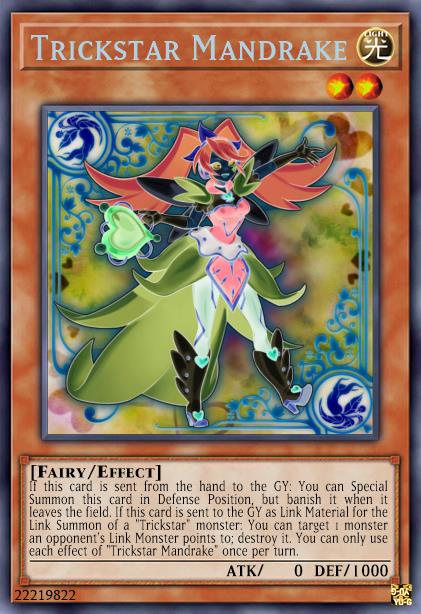 TRICKSTAR MANDRAKE
LIGHT
光
[FAIRY/EFFECT]
If this card is sent from the hand to the GY: You can Special
Summon this card in Defense Position, but banish it when it
leaves the field. If this card is sent to the GY as Link Material for the
Link Summon of a "Trickstar" monster: You can target 1 monster
an opponent's Link Monster points to; destroy it. You can only use
each effect of "Trickstar Mandrake" once per turn.
ATK/ 0 DEF/1000
22219822